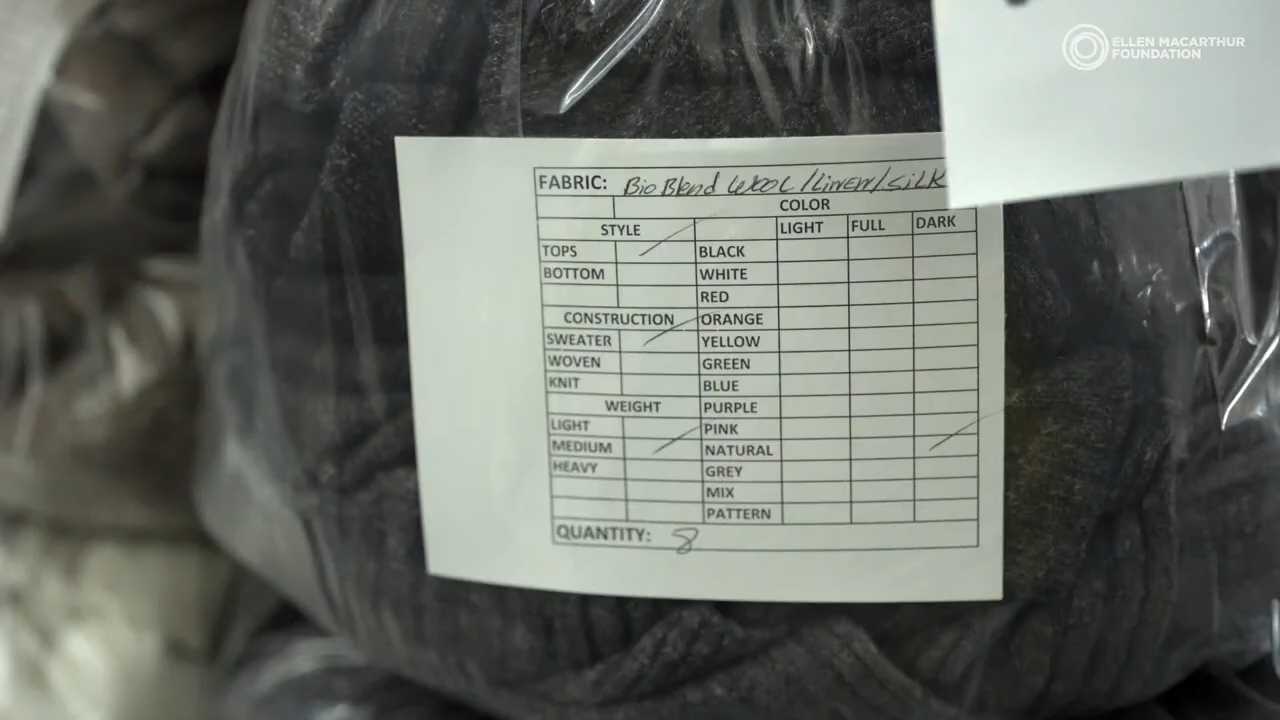 ELLEN MACARTHUR
FOUNDATION
FABRIC: Bio Blend WOOL/LINEN/SILK
COLOR
STYLE LIGHT FULL DARK
TOPS BLACK
BOTTOM WHITE
RED
CONSTRUCTION ORANGE
SWEATER YELLOW
WOVEN GREEN
KNIT BLUE
WEIGHT PURPLE
LIGHT PINK
MEDIUM NATURAL
HEAVY GREY
MIX
PATTERN
QUANTITY: 8